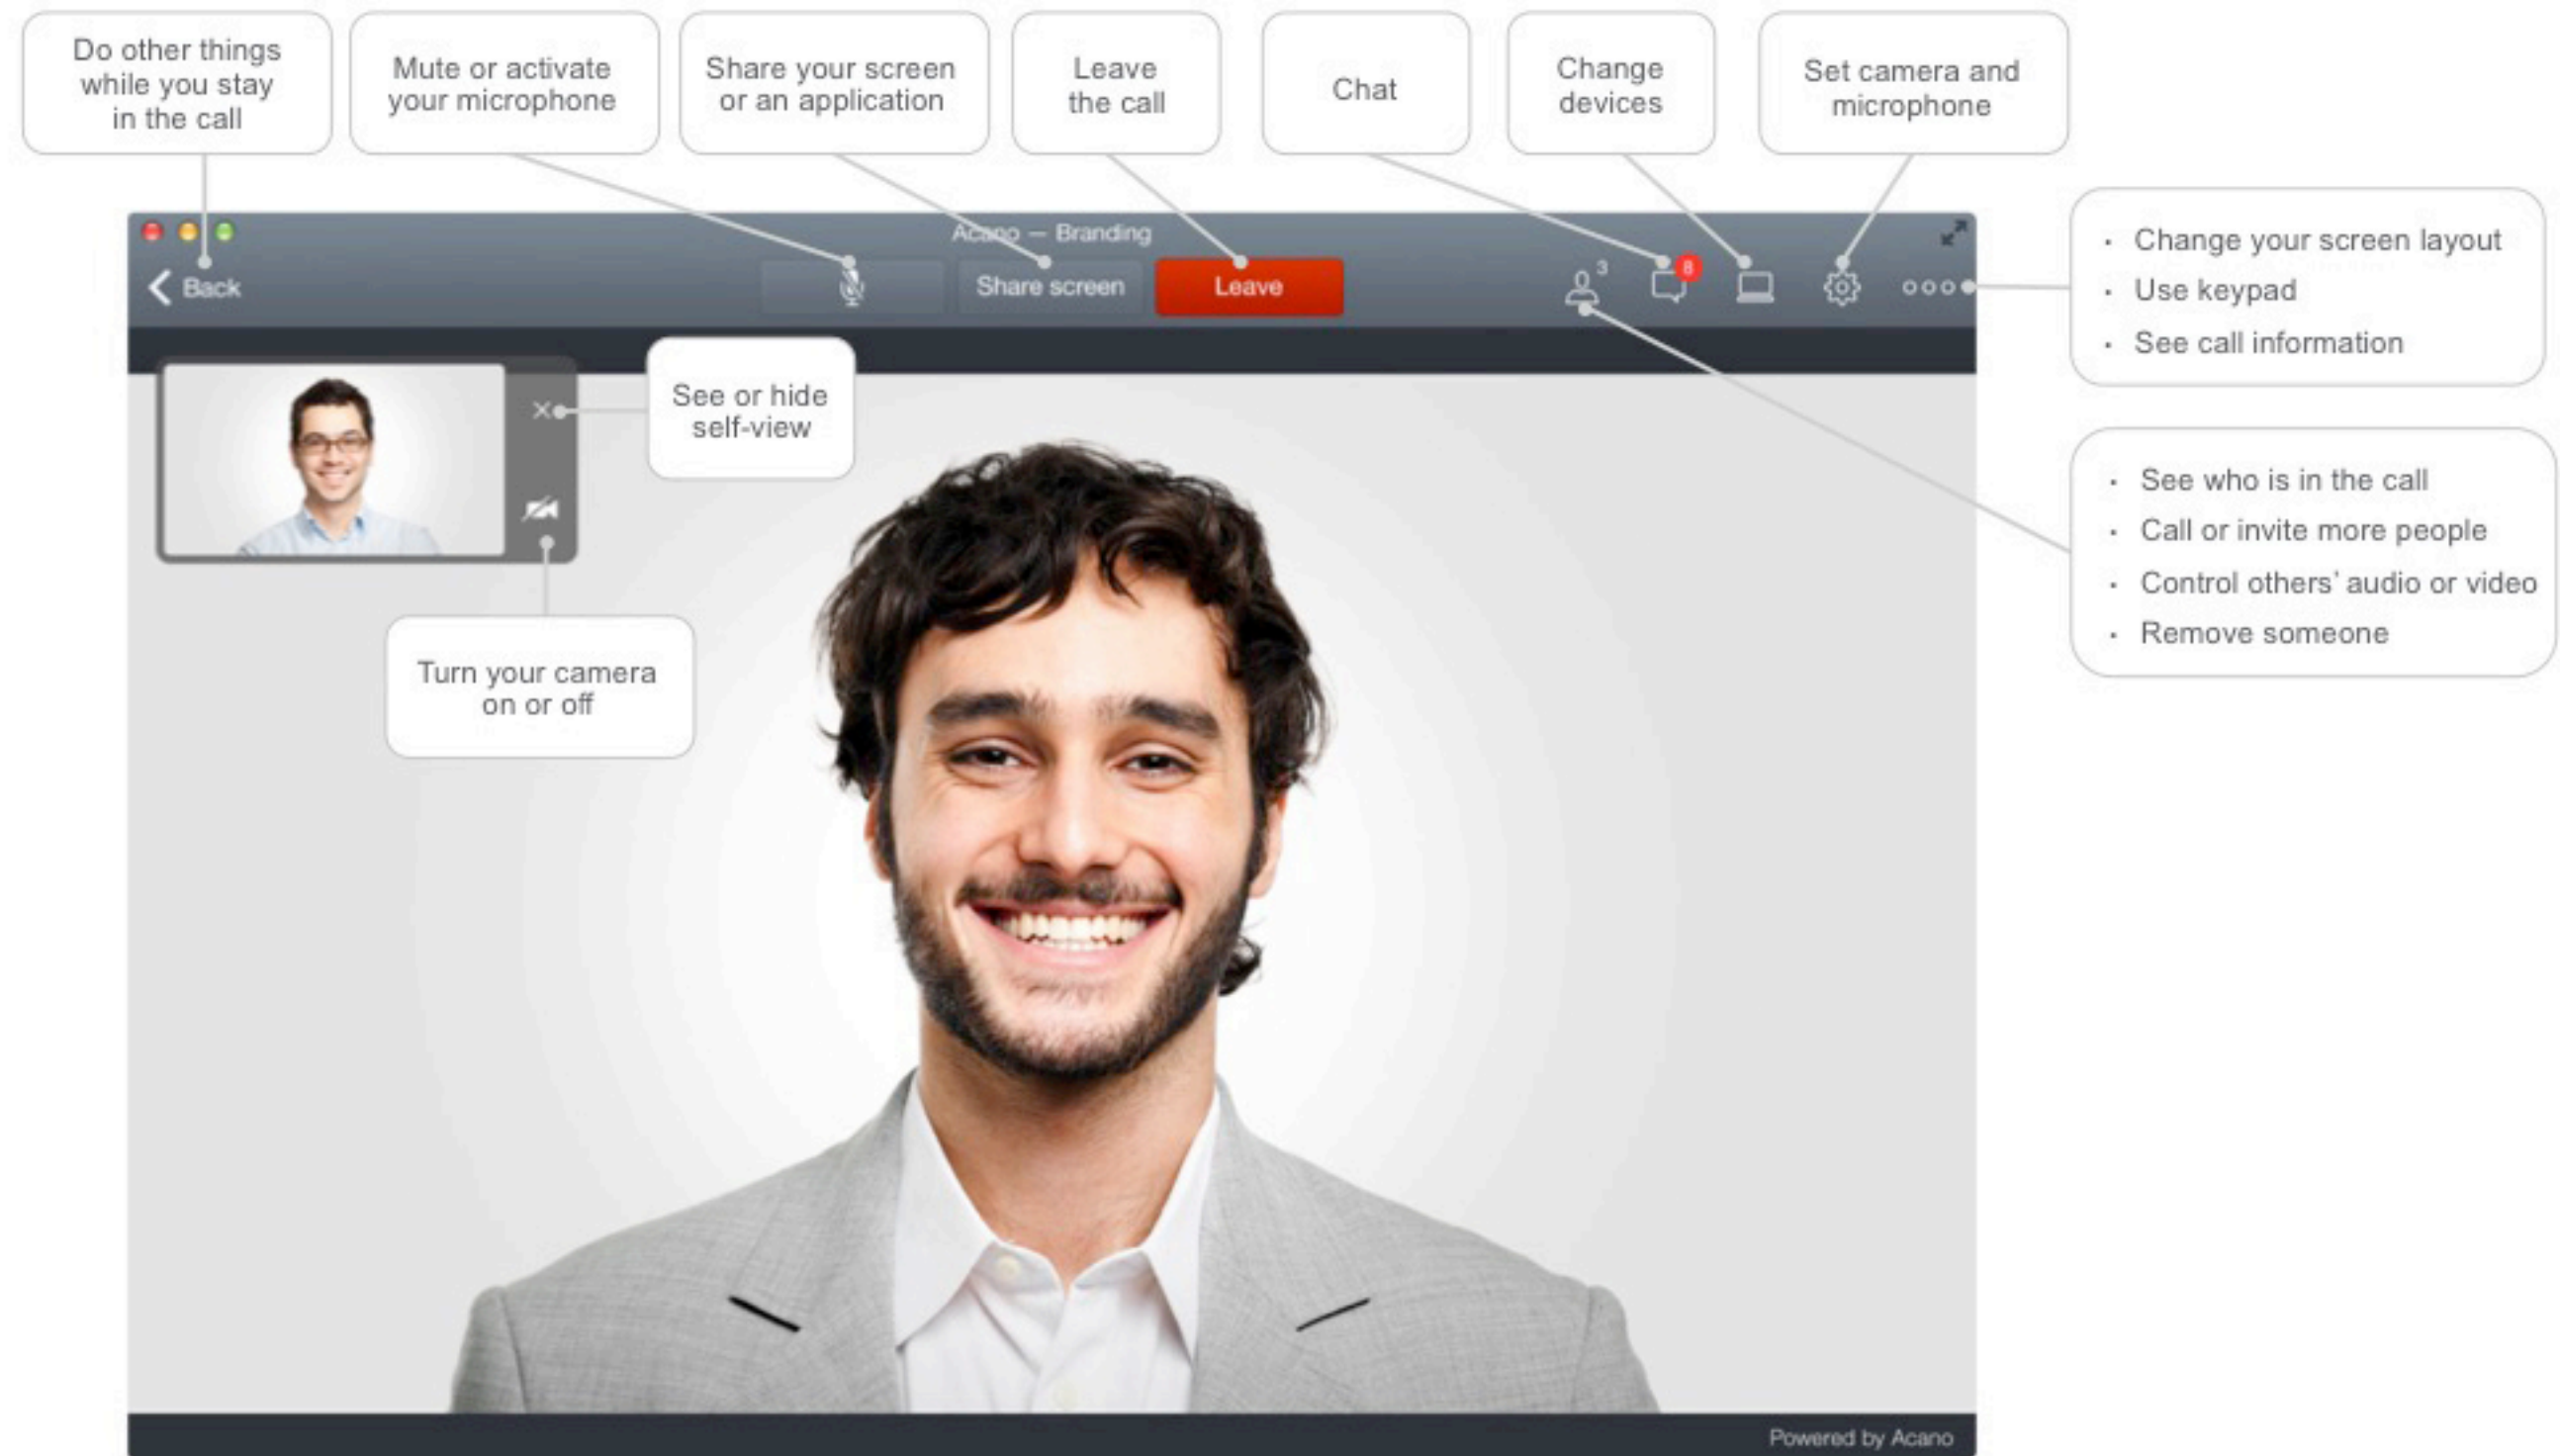 Do other things
while you stay
in the call
Mute or activate
your microphone
Share your screen
or an application
Leave
the call
Chat
Change
devices
Set camera and
microphone
Acano — Branding
Back
Share screen
Leave
3
8
· Change your screen layout
· Use keypad
· See call information
See or hide
self-view
· See who is in the call
· Call or invite more people
· Control others’ audio or video
· Remove someone
Turn your camera
on or off
Powered by Acano